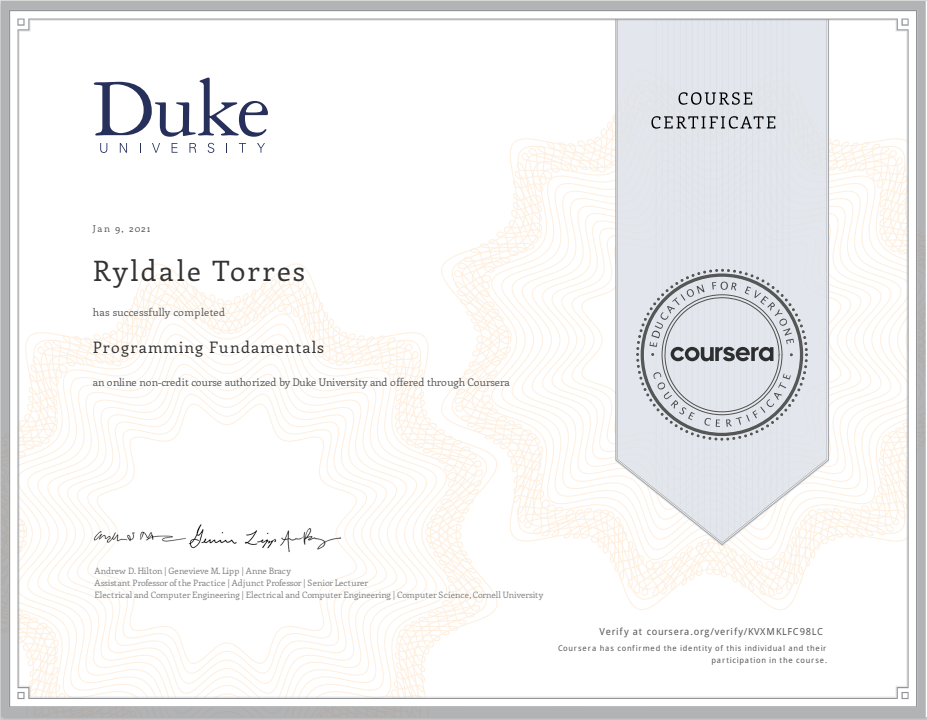 Duke
UNIVERSITY
COURSE
CERTIFICATE
Jan 9, 2021
Ryldale Torres
has successfully completed
Programming Fundamentals
an online non-credit course authorized by Duke University and offered through Coursera
EDUCATION FOR EVERYONE
coursera
COURSE CERTIFICATE
Andrew D. Hilton | Genevieve M. Lipp | Anne Bracy
Assistant Professor of the Practice | Adjunct Professor | Senior Lecturer
Electrical and Computer Engineering | Electrical and Computer Engineering | Computer Science, Cornell University
Verify at coursera.org/verify/KVXMKLFC98LC
Coursera has confirmed the identity of this individual and their
participation in the course.